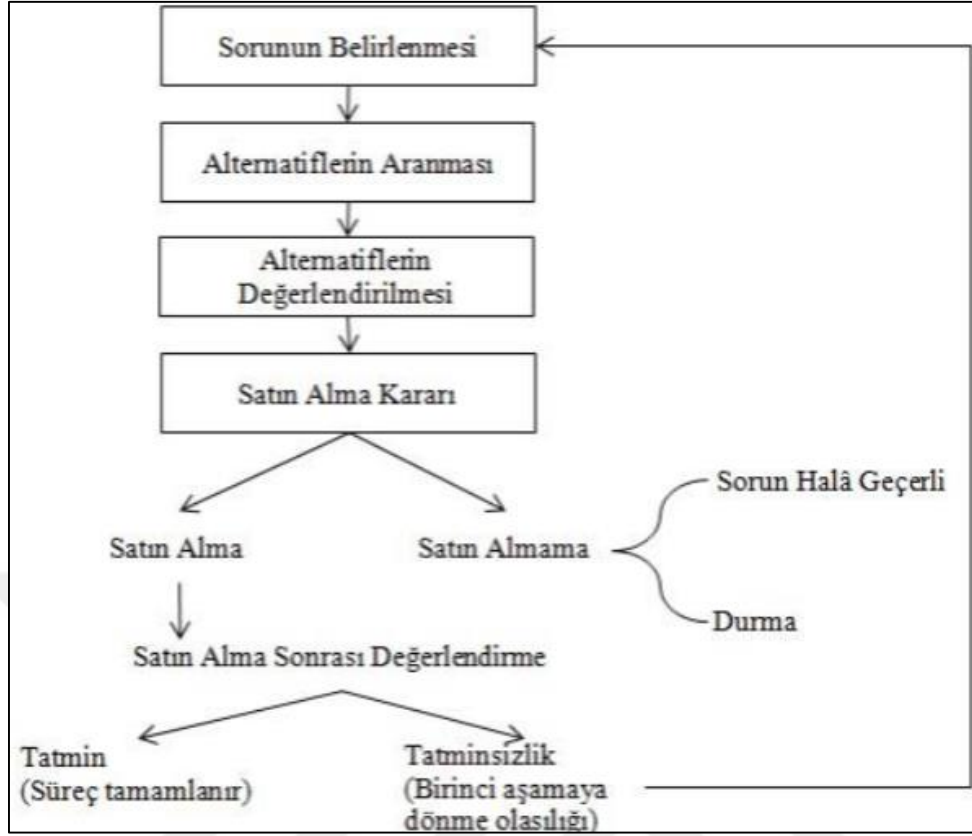 Sorunun Belirlenmesi
Alternatiflerin Aranması
Alternatiflerin
Değerlendirilmesi
Satın Alma Kararı
Sorun Halâ Geçerli
Satın Alma
Satın Almama
Durma
Satın Alma Sonrası Değerlendirme
Tatmin
(Süreç tamamlanır)
Tatminsizlik
(Birinci aşamaya
dönme olasılığı)